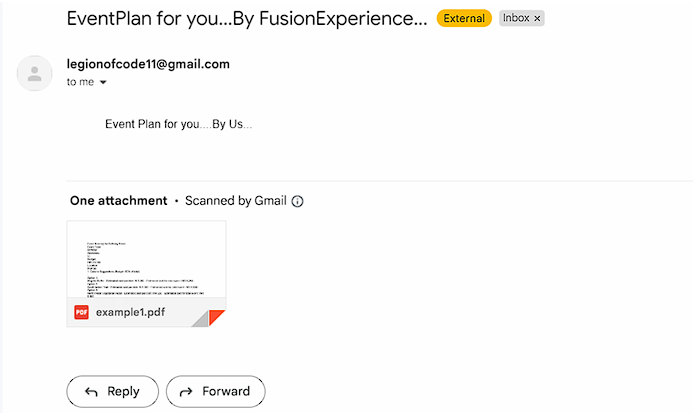 EventPlan for you...By FusionExperience... External Inbox ×
legionofcode11@gmail.com
to me
Event Plan for you....By Us...
One attachment • Scanned by Gmail
PDF example1.pdf
Reply Forward